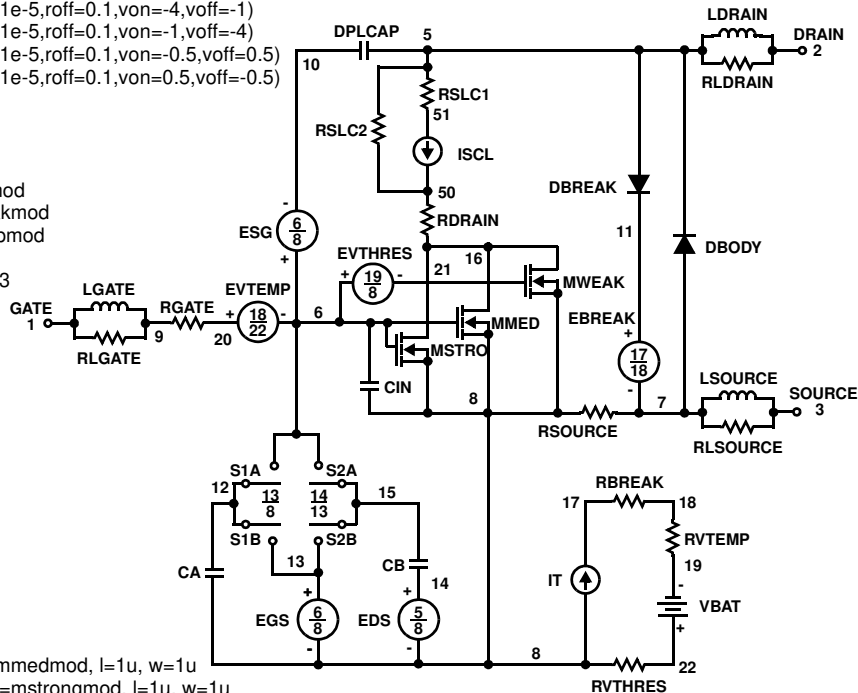 1e-5,roff=0.1,von=-4,voff=-1)
1e-5,roff=0.1,von=-1,voff=-4)
1e-5,roff=0.1,von=-0.5,voff=0.5)
1e-5,roff=0.1,von=0.5,voff=-0.5)
LDRAIN
DPLCAP
5
DRAIN
2
10
RLDRAIN
RSLC1
51
RSLC2
ISCL
50
DBREAK
RDRAIN
ESG
-
6
8
+
11
DBODY
EVTHRES
+
19
8
-
16
21
MWEAK
LGATE
EVTEMP
GATE
1
RGATE
+
18
22
-
6
MMED
EBREAK
+
9
20
MSTRO
17
18
-
RLGATE
CIN
LSOURCE
8
7
SOURCE
3
RSOURCE
RLSOURCE
S1A
S2A
12
13
8
14
13
15
S1B
S2B
RBREAK
17
18
RVTEMP
13
CB
CA
14
IT
19
-
VBAT
+
EGS
+
6
8
-
EDS
+
5
8
-
8
22
RVTHRES
akmod
3
mmedmod, l=1u, w=1u
=mstrongmod, l=1u, w=1u